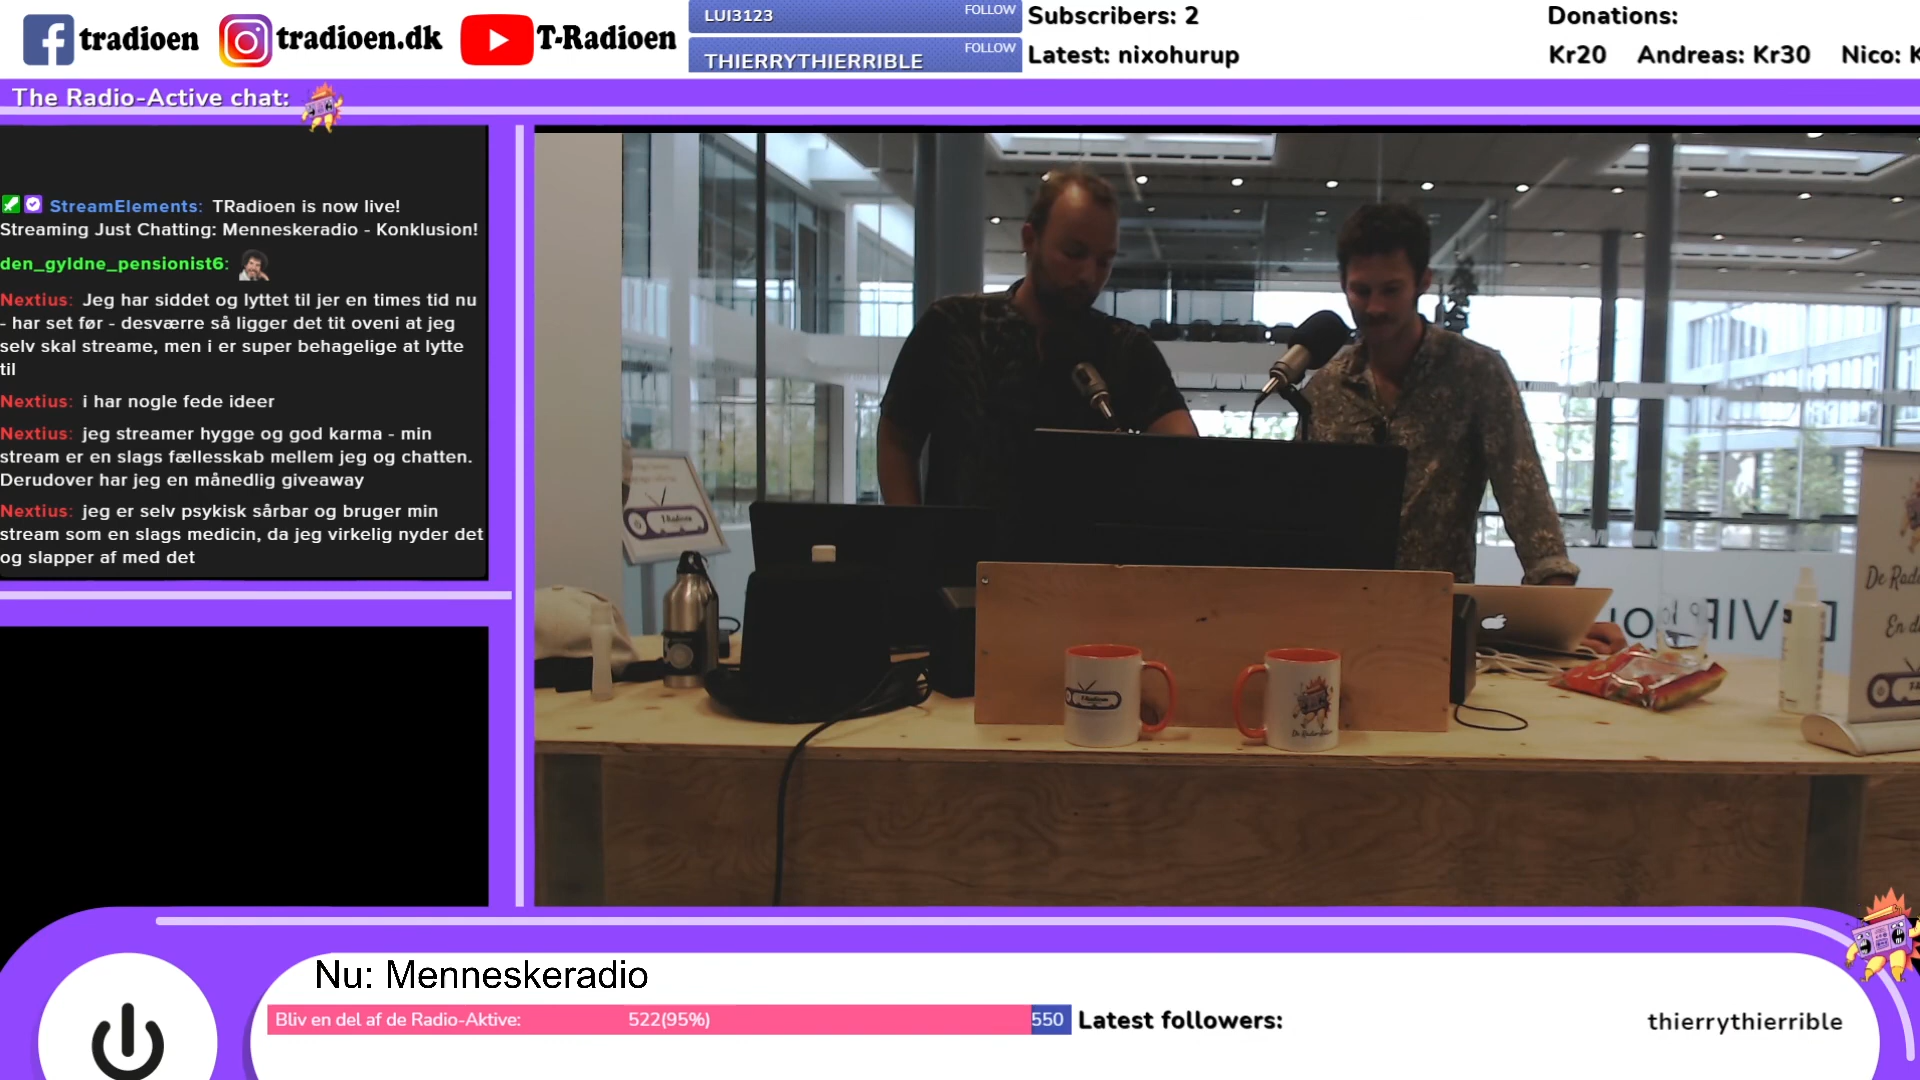 tradioen
tradioen.dk
T-Radioen
LUI3123
FOLLOW
THIERRYTHIERRIBLE
FOLLOW
Subscribers: 2
Latest: nixohurup
Donations:
Kr20 Andreas: Kr30 Nico: K
The Radio-Active chat:
StreamElements: TRadioen is now live!
Streaming Just Chatting: Menneskeradio - Konklusion!
den_gyldne_pensionist6:
Nextius: Jeg har siddet og lyttet til jer en times tid nu
- har set før - desværre så ligger det tit oveni at jeg
selv skal streame, men i er super behagelige at lytte
til
Nextius: i har nogle fede ideer
Nextius: jeg streamer hygge og god karma - min
stream er en slags fællesskab mellem jeg og chatten.
Derudover har jeg en månedlig giveaway
Nextius: jeg er selv psykisk sårbar og bruger min
stream som en slags medicin, da jeg virkelig nyder det
og slapper af med det
T-Radioen
De Rad
En d
Nu: Menneskeradio
Bliv en del af de Radio-Aktive: 522(95%) 550
Latest followers:
thierrythierrible